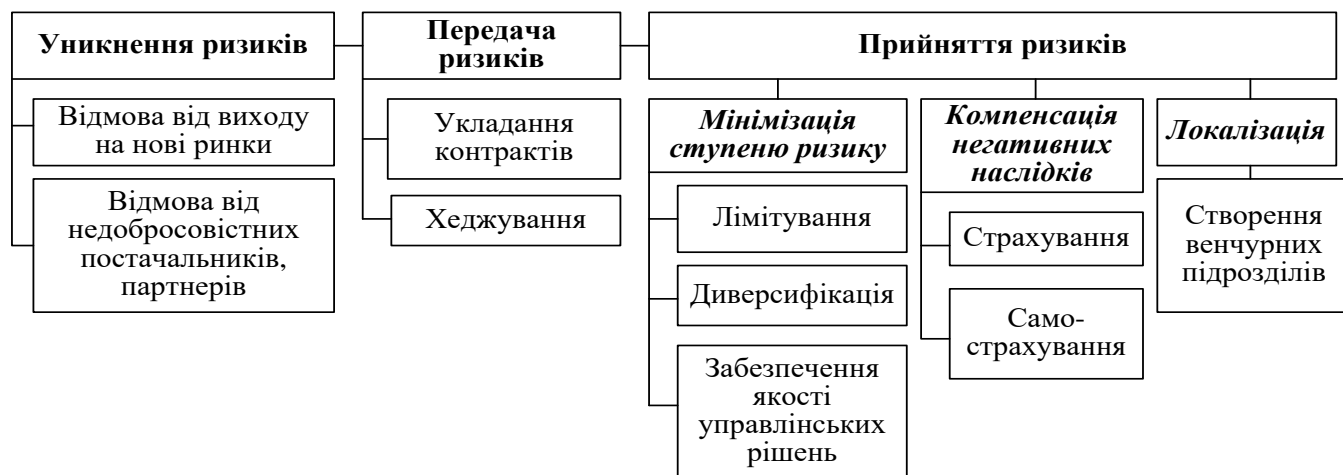 Уникнення ризиків
Відмова від виходу
на нові ринки
Відмова від
недобросовістних
постачальників,
партнерів
Передача
ризиків
Укладання
контрактів
Хеджування
Прийняття ризиків
Мінімізація
ступеню ризику
Лімітування
Диверсифікація
Забезпечення
якості
управлінських
рішень
Компенсація
негативних
наслідків
Страхування
Само-
страхування
Локалізація
Створення
венчурних
підрозділів